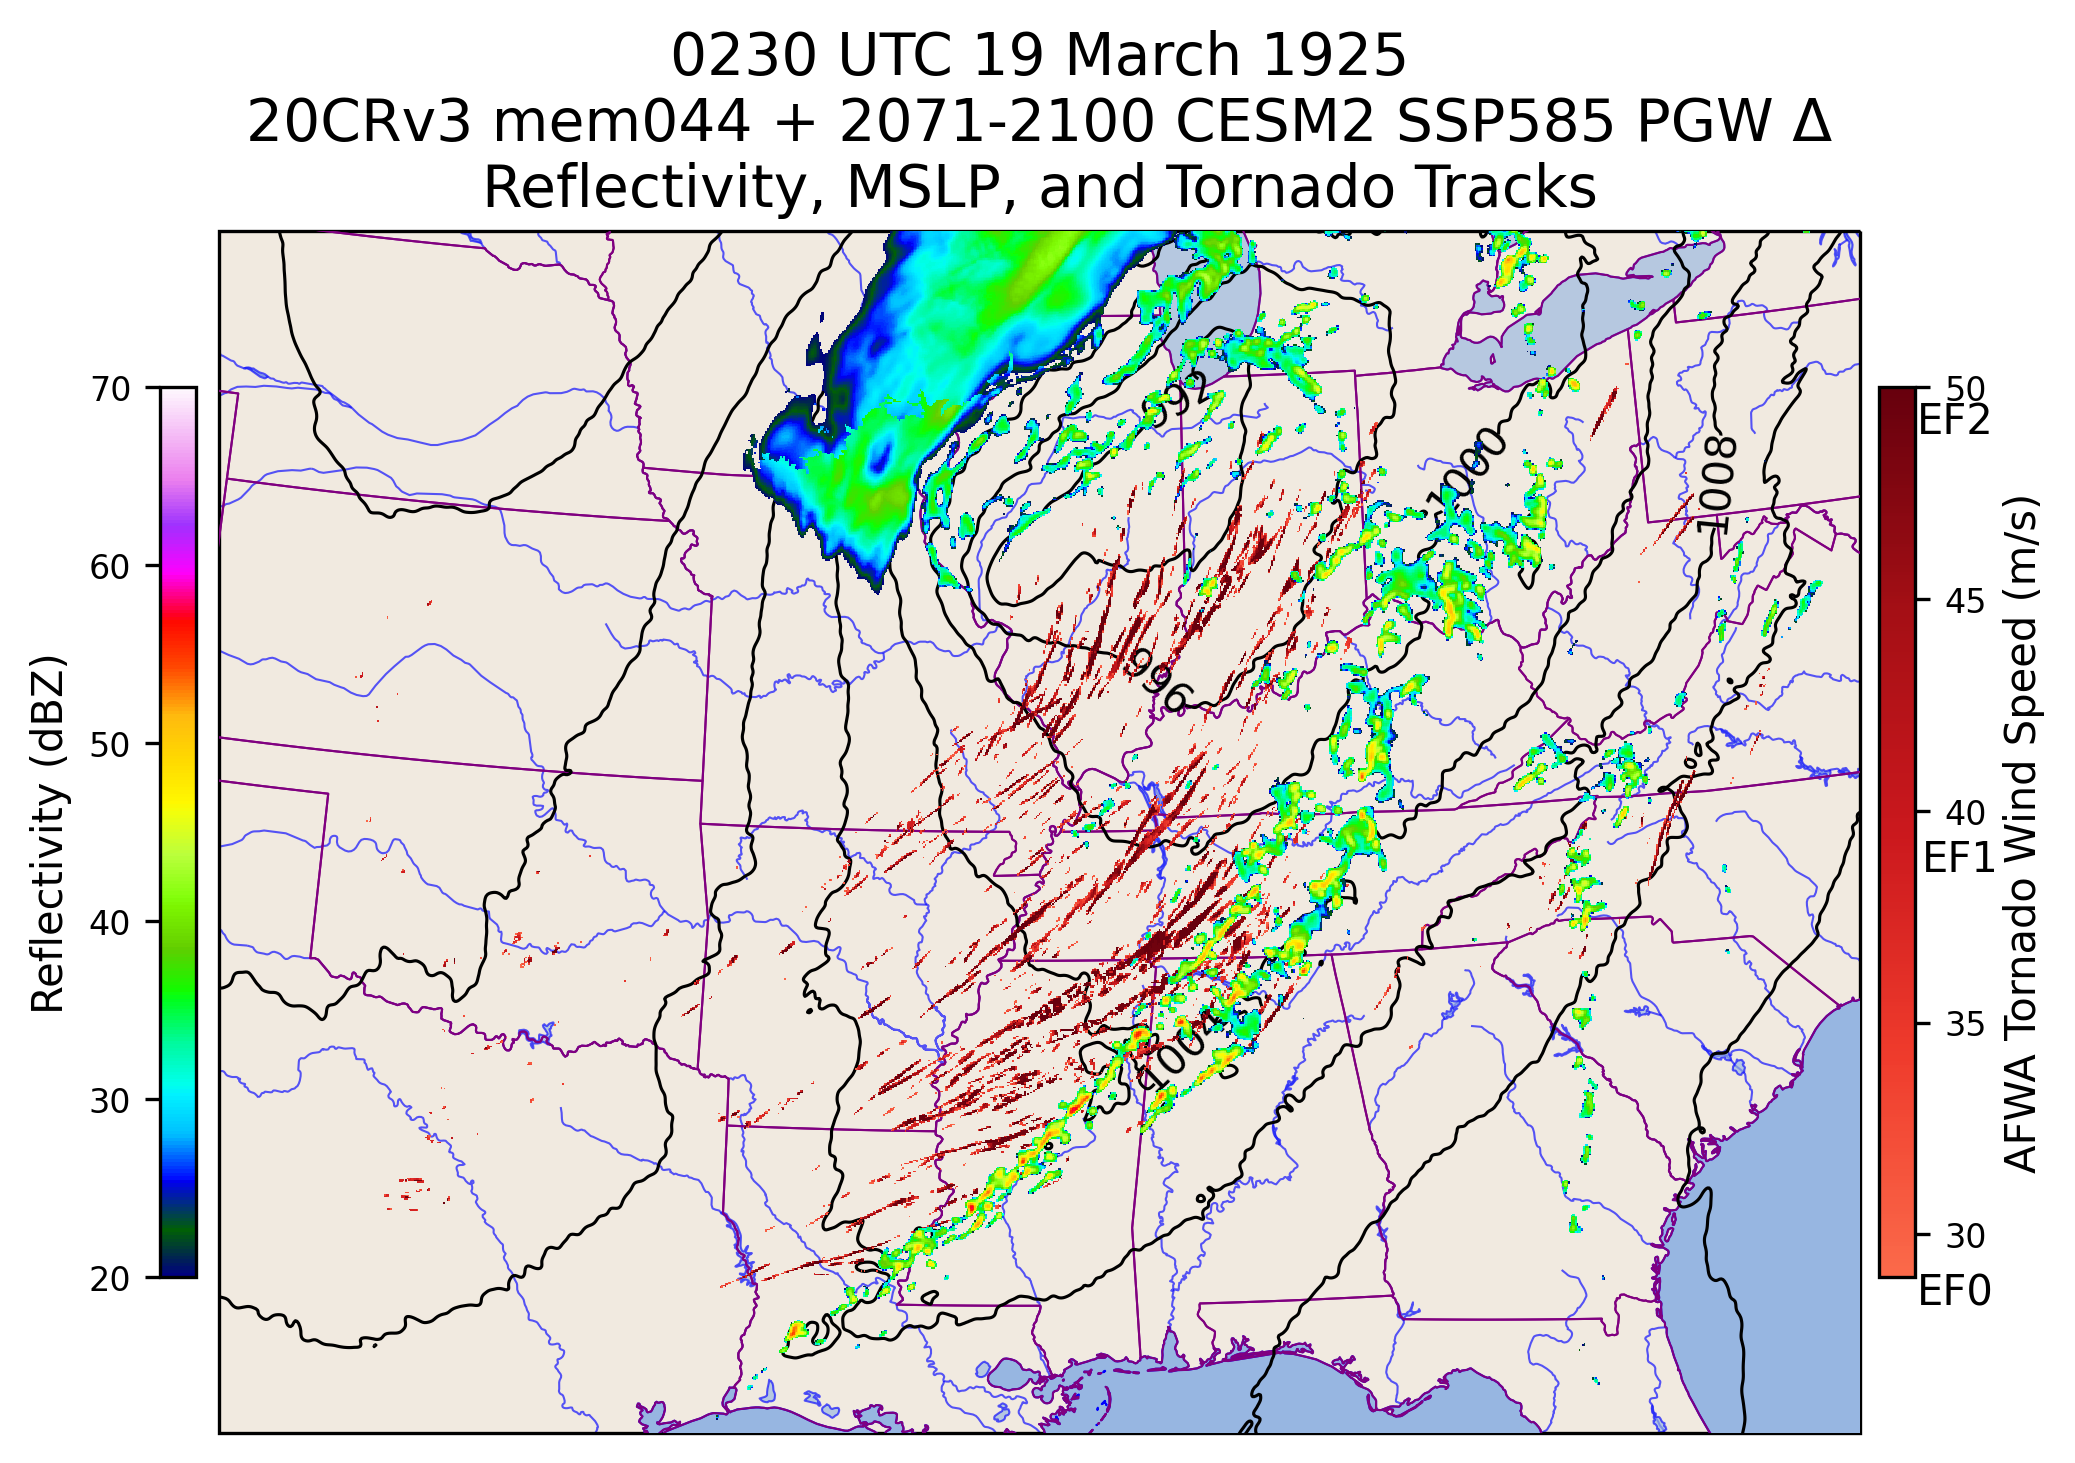 0230 UTC 19 March 1925
20CRv3 mem044 + 2071-2100 CESM2 SSP585 PGW Δ
Reflectivity, MSLP, and Tornado Tracks
70
60
50
40
30
20
Reflectivity (dBZ)
992
1000
1008
996
1004
50
EF2
45
40
EF1
35
30
EF0
AFWA Tornado Wind Speed (m/s)